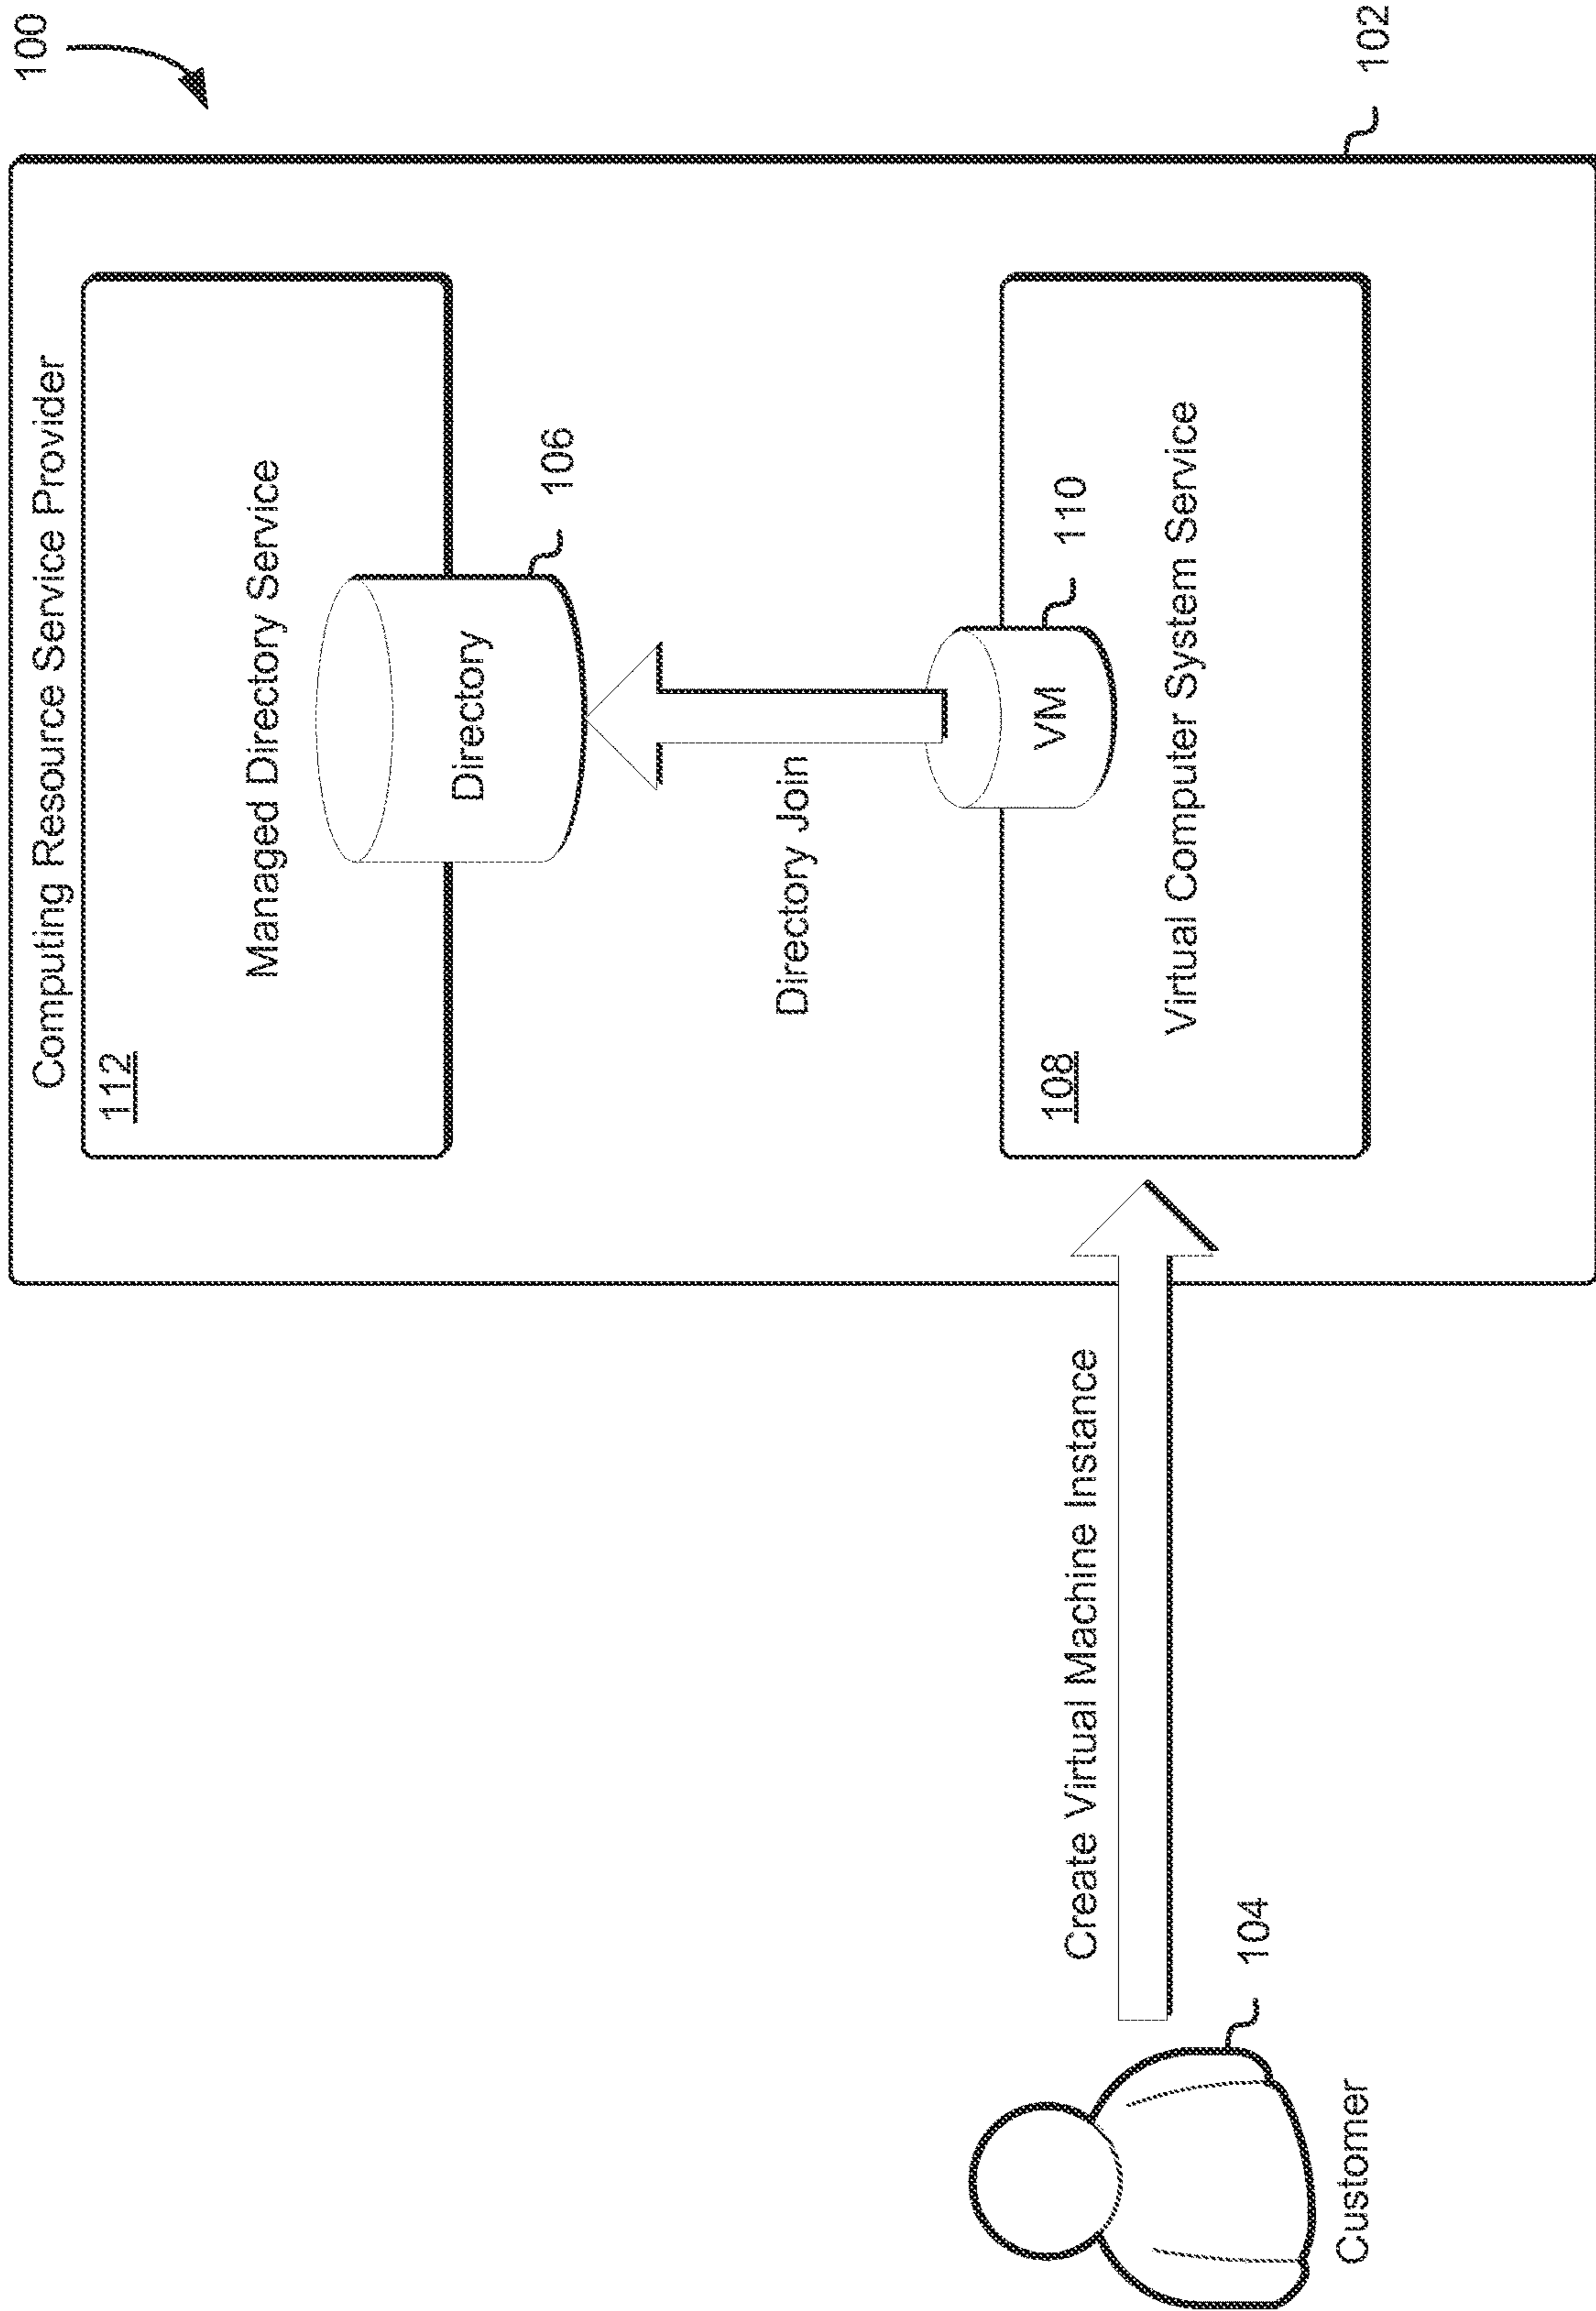 100
Computing Resource Service Provider
112
Managed Directory Service
Directory
106
Directory Join
VM
110
108
Virtual Computer System Service
102
Create Virtual Machine Instance
104
Customer